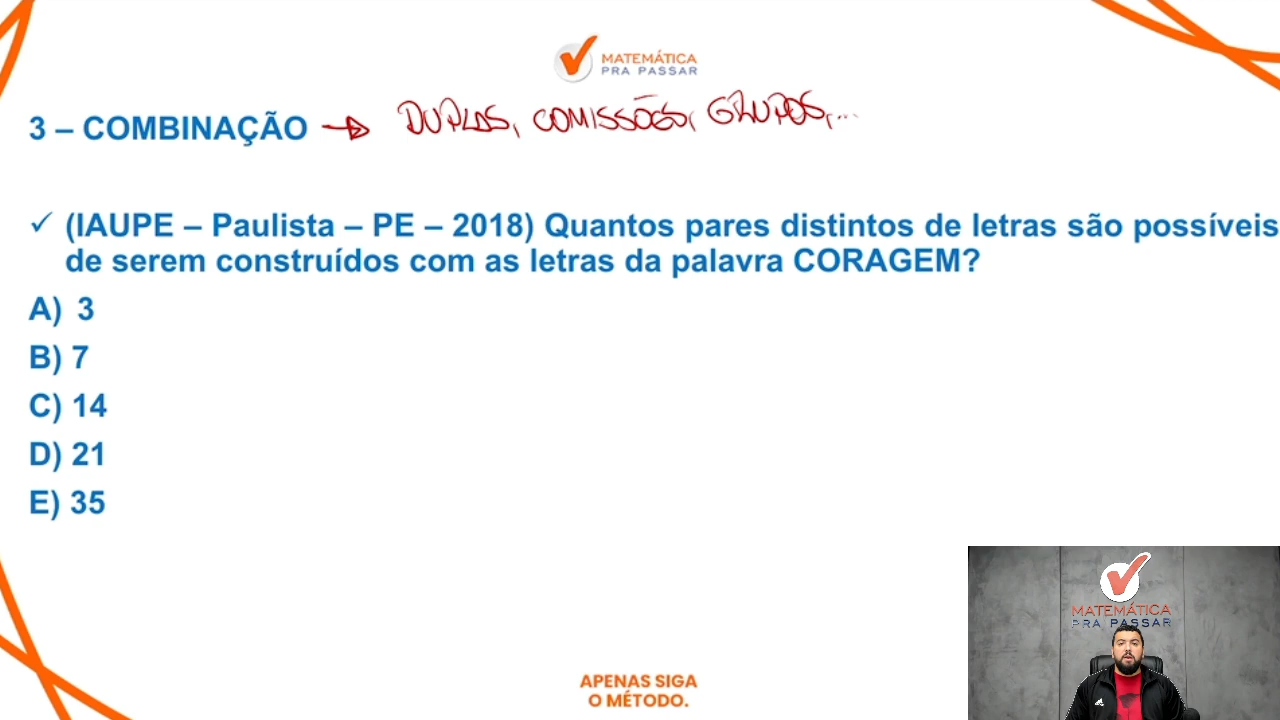 MATEMÁTICA
PRA PASSAR
3 – COMBINAÇÃO → DUPLAS, COMISSÕES, GRUPOS,...
✓ (IAUPE – Paulista – PE – 2018) Quantos pares distintos de letras são possíveis
de serem construídos com as letras da palavra CORAGEM?
A) 3
B) 7
C) 14
D) 21
E) 35
MATEMÁTICA
PRA PASSAR
APENAS SIGA
O MÉTODO.